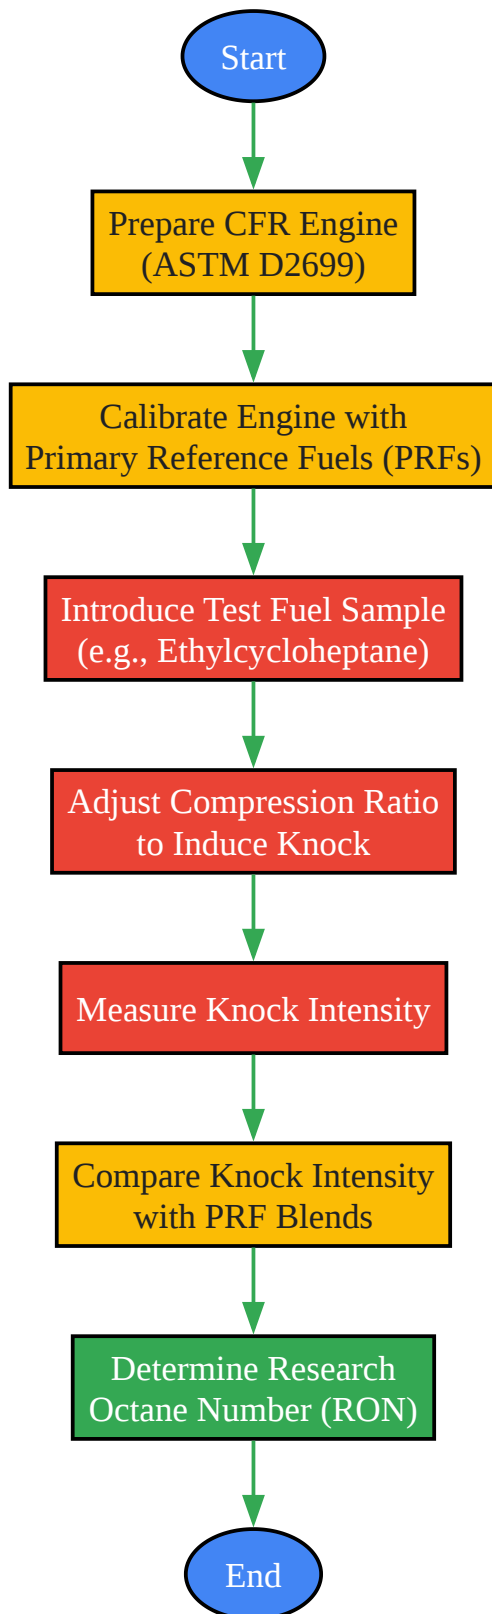 Start
Prepare CFR Engine
(ASTM D2699)
Calibrate Engine with
Primary Reference Fuels (PRFs)
Introduce Test Fuel Sample
(e.g., Ethylcycloheptane)
Adjust Compression Ratio
to Induce Knock
Measure Knock Intensity
Compare Knock Intensity
with PRF Blends
Determine Research
Octane Number (RON)
End